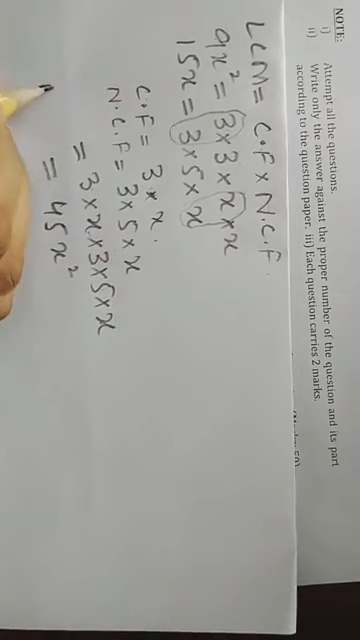 NOTE:
i) Attempt all the questions.
ii) Write only the answer against the proper number of the question and its part
according to the question paper. iii) Each question carries 2 marks.
LCM = C.F × N.C.F.
9x² = 3×3×x×x
15x = 3×5×x
C.F = 3×x.
N.C.F = 3×5×x
= 3×x×3×5×x
= 45x²